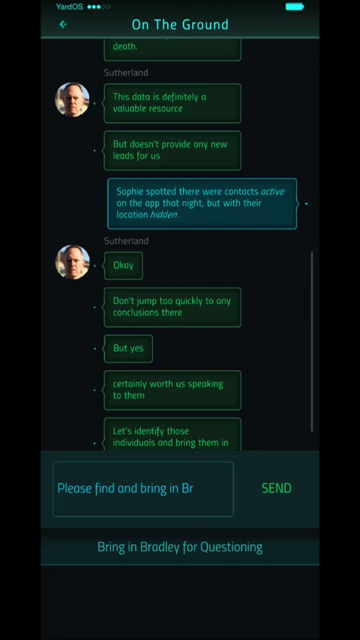 YardOS
On The Ground
death.
Sutherland
This data is definitely a
valuable resource
But doesn't provide any new
leads for us
Sophie spotted there were contacts active
on the app that night, but with their
location hidden.
Sutherland
Okay
Don't jump too quickly to any
conclusions there
But yes
certainly worth us speaking
to them
Let's identify those
individuals and bring them in
Please find and bring in Br
SEND
Bring in Bradley for Questioning